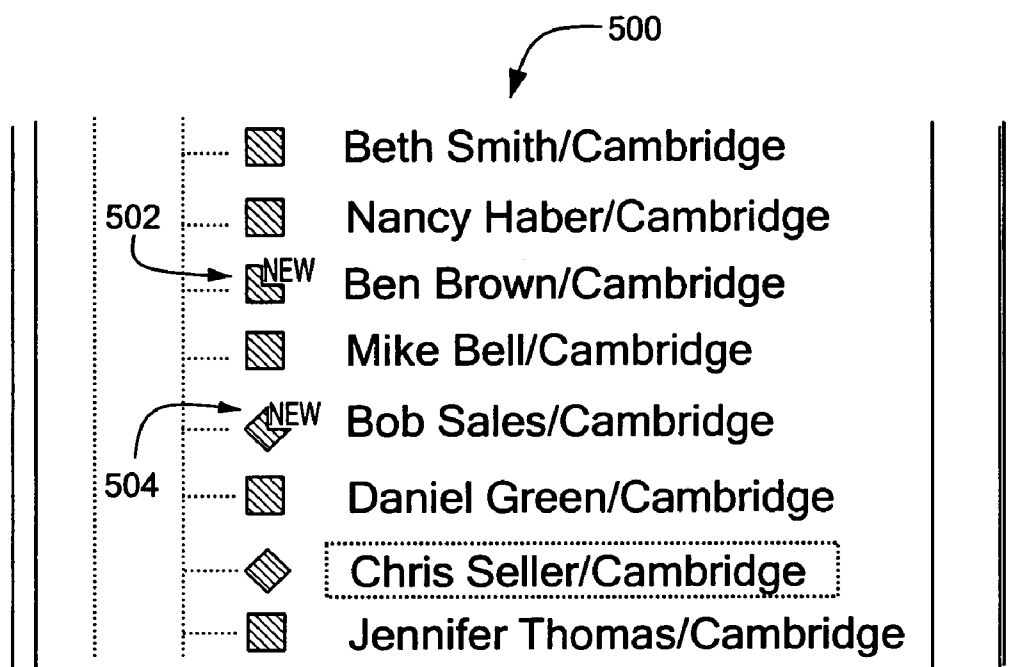 500
Beth Smith/Cambridge
502
Nancy Haber/Cambridge
NEW Ben Brown/Cambridge
Mike Bell/Cambridge
NEW Bob Sales/Cambridge
504
Daniel Green/Cambridge
Chris Seller/Cambridge
Jennifer Thomas/Cambridge